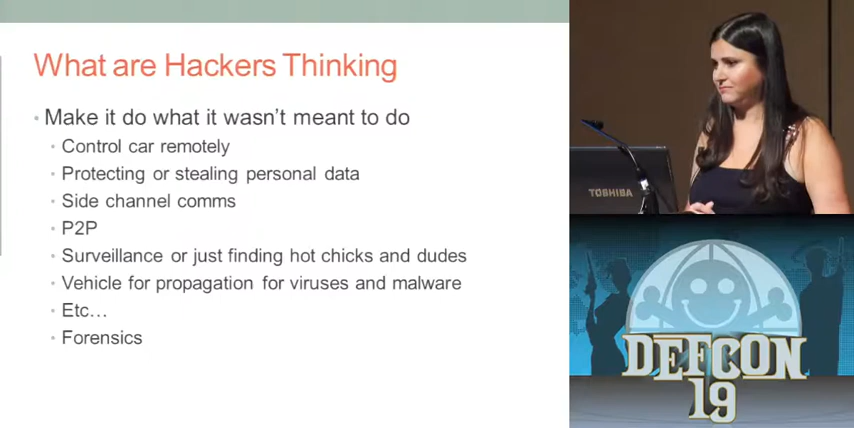 What are Hackers Thinking
Make it do what it wasn't meant to do
Control car remotely
Protecting or stealing personal data
Side channel comms
P2P
Surveillance or just finding hot chicks and dudes
Vehicle for propagation for viruses and malware
Etc…
Forensics
TOSHIBA
DEFCON
19